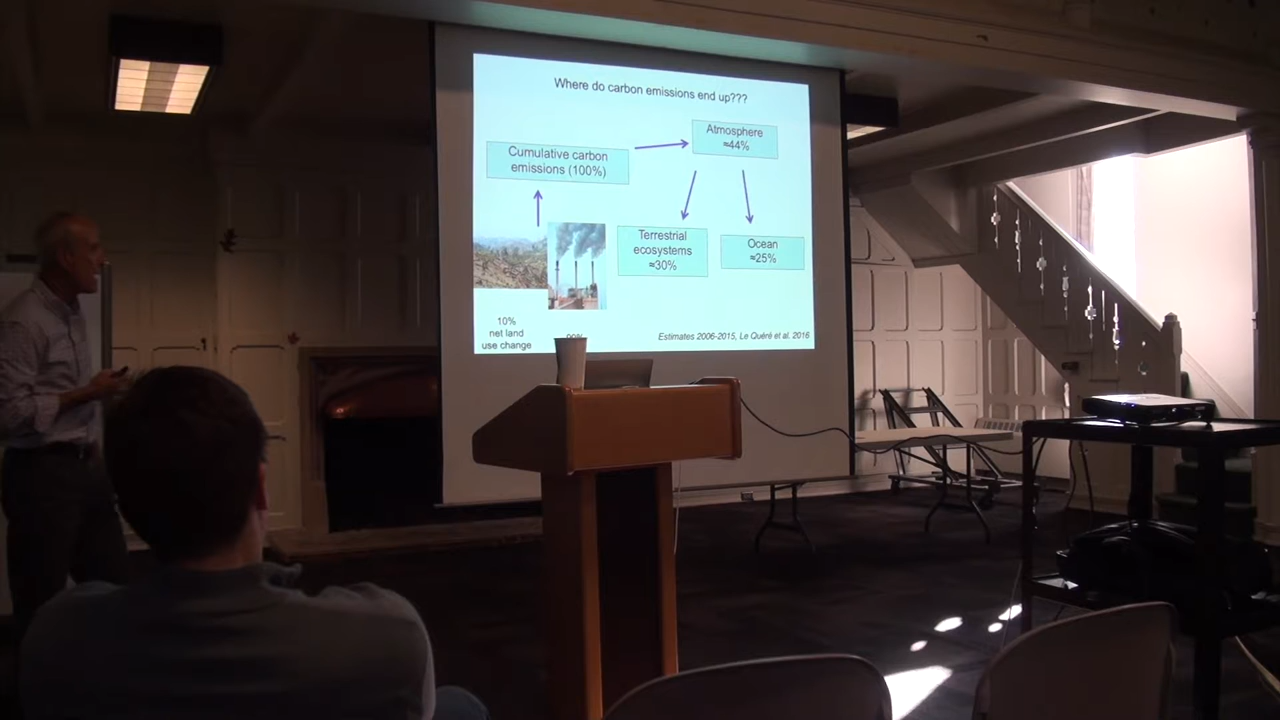 Where do carbon emissions end up???
Atmosphere
≈44%
Cumulative carbon
emissions (100%)
Terrestrial
ecosystems
≈30%
Ocean
≈25%
10%
net land
use change
Estimates 2006-2015, Le Quéré et al. 2016